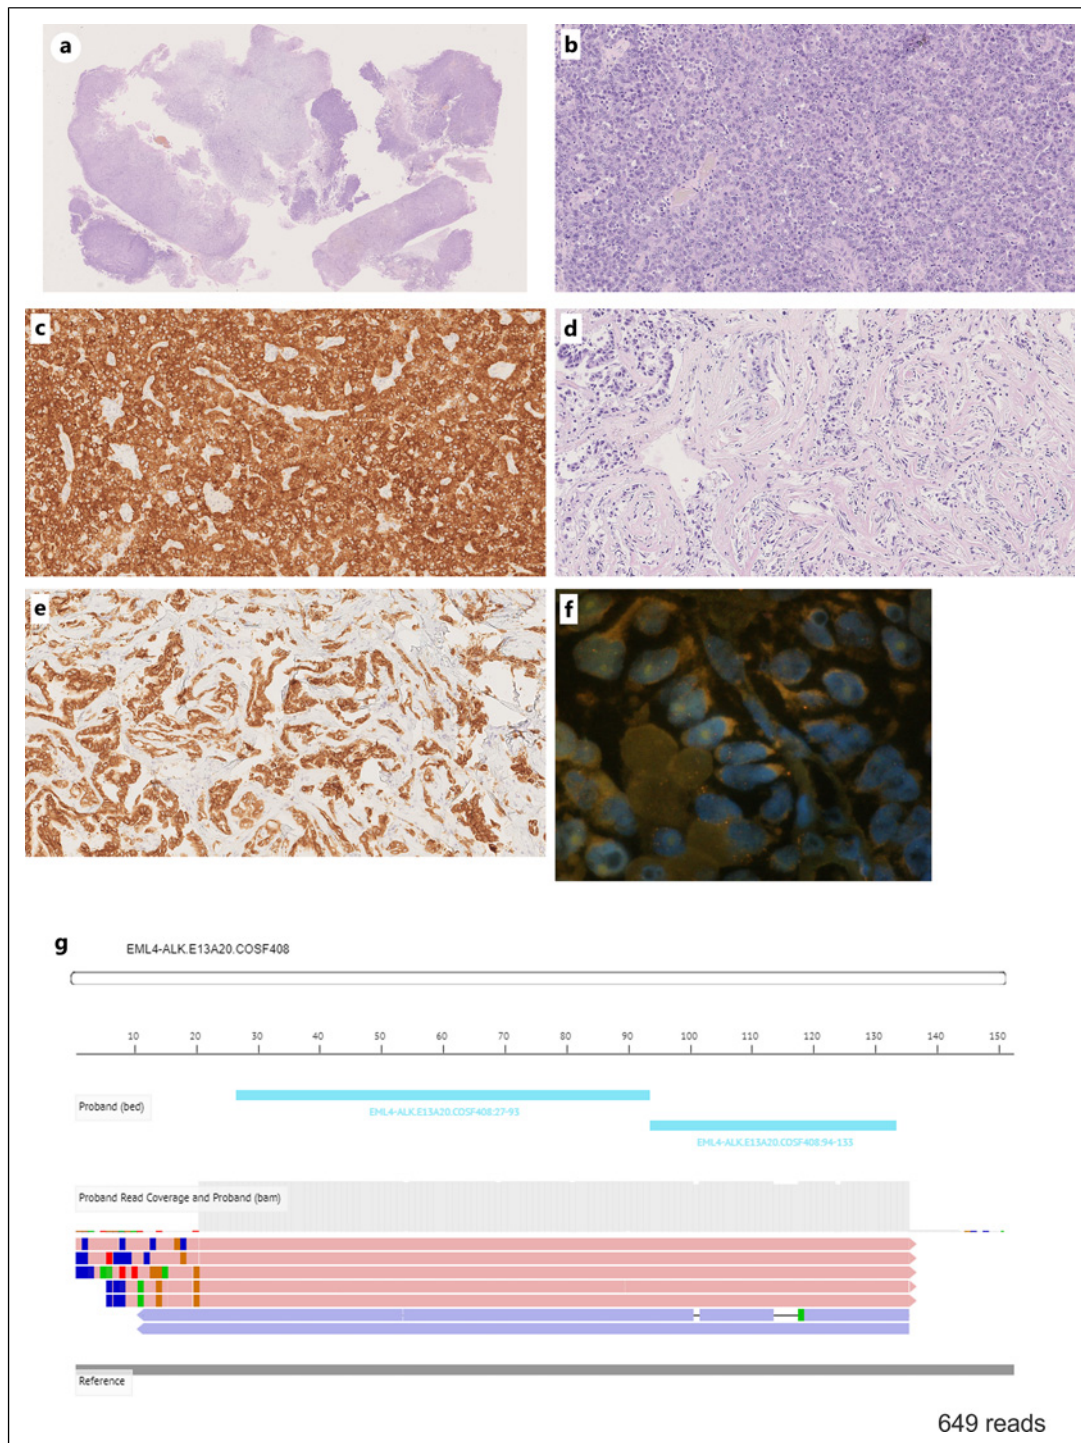 a
b
c
d
e
f
g
EML4-ALK.E13A20.COSF408
10 20 30 40 50 60 70 80 90 100 110 120 130 140 150
Proband (bed)
EML4-ALK.E13A20.COSF408:27-93
EML4-ALK.E13A20.COSF408:94-133
Proband Read Coverage and Proband (bam)
Reference
649 reads